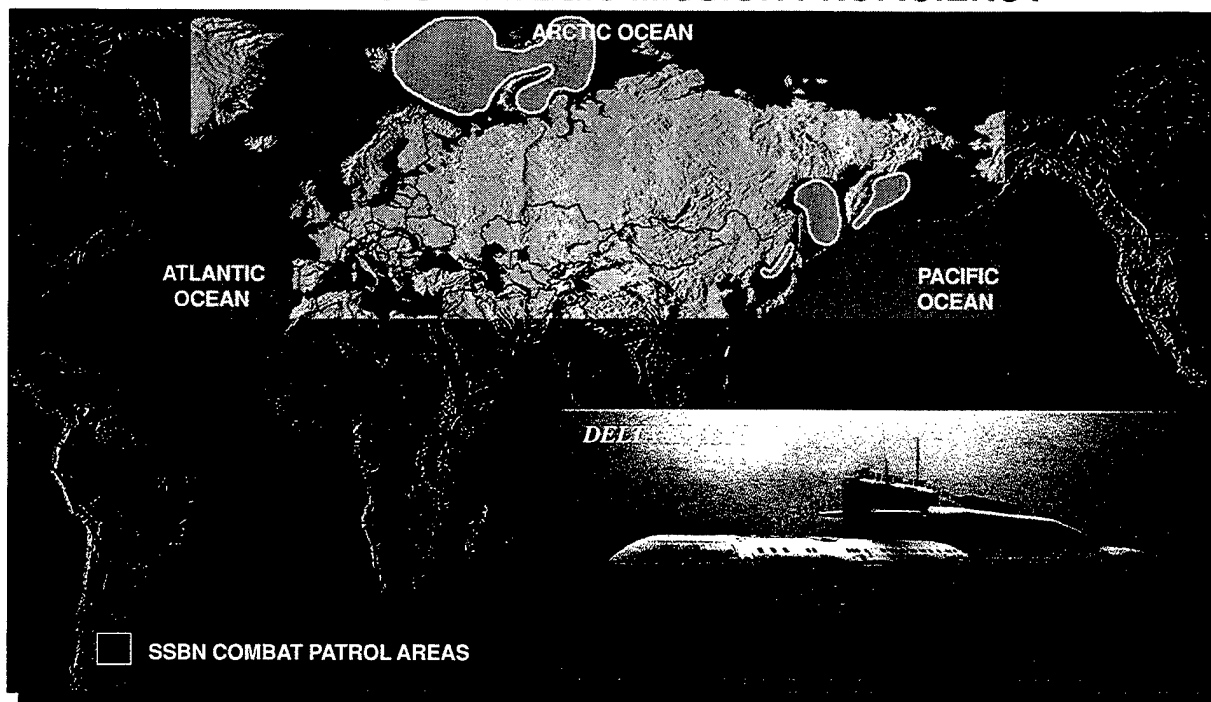 ARCTIC OCEAN
ATLANTIC
OCEAN
PACIFIC
OCEAN
SSBN COMBAT PATROL AREAS